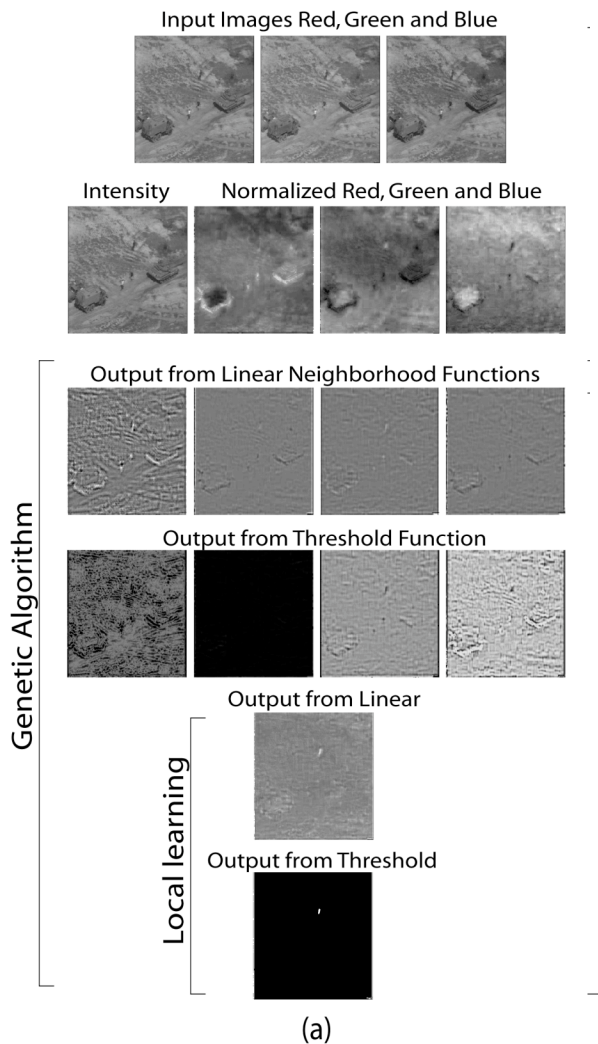 Input Images Red, Green and Blue
Intensity
Normalized Red, Green and Blue
Output from Linear Neighborhood Functions
Output from Threshold Function
Genetic Algorithm
Output from Linear
Local learning
Output from Threshold
(a)